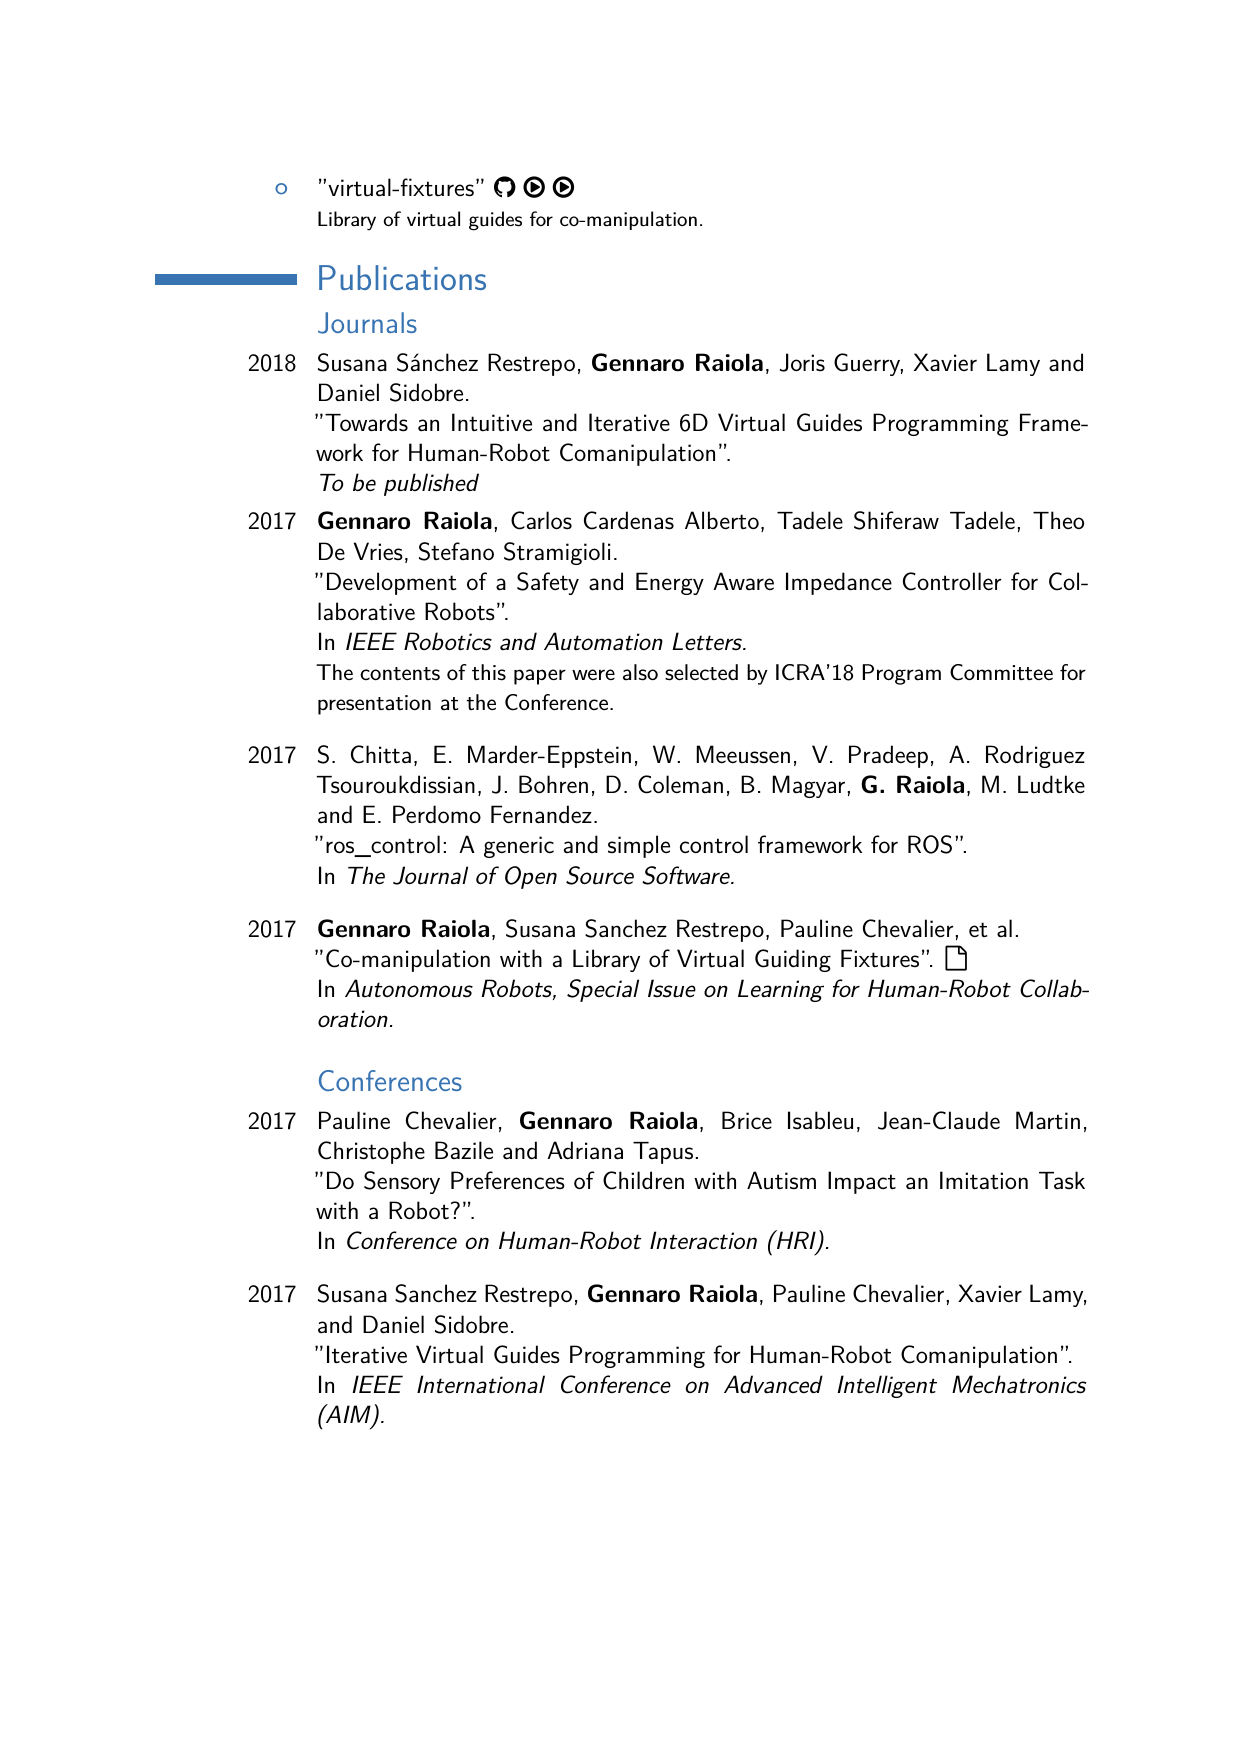 ”virtual-fixtures”
Library of virtual guides for co-manipulation.
Publications
Journals
2018 Susana Sánchez Restrepo, Gennaro Raiola, Joris Guerry, Xavier Lamy and
Daniel Sidobre.
”Towards an Intuitive and Iterative 6D Virtual Guides Programming Frame-
work for Human-Robot Comanipulation”.
To be published
2017 Gennaro Raiola, Carlos Cardenas Alberto, Tadele Shiferaw Tadele, Theo
De Vries, Stefano Stramigioli.
”Development of a Safety and Energy Aware Impedance Controller for Col-
laborative Robots”.
In IEEE Robotics and Automation Letters.
The contents of this paper were also selected by ICRA’18 Program Committee for
presentation at the Conference.
2017 S. Chitta, E. Marder-Eppstein, W. Meeussen, V. Pradeep, A. Rodriguez
Tsouroukdissian, J. Bohren, D. Coleman, B. Magyar, G. Raiola, M. Ludtke
and E. Perdomo Fernandez.
”ros_control: A generic and simple control framework for ROS”.
In The Journal of Open Source Software.
2017 Gennaro Raiola, Susana Sanchez Restrepo, Pauline Chevalier, et al.
”Co-manipulation with a Library of Virtual Guiding Fixtures”.
In Autonomous Robots, Special Issue on Learning for Human-Robot Collab-
oration.
Conferences
2017 Pauline Chevalier, Gennaro Raiola, Brice Isableu, Jean-Claude Martin,
Christophe Bazile and Adriana Tapus.
”Do Sensory Preferences of Children with Autism Impact an Imitation Task
with a Robot?”.
In Conference on Human-Robot Interaction (HRI).
2017 Susana Sanchez Restrepo, Gennaro Raiola, Pauline Chevalier, Xavier Lamy,
and Daniel Sidobre.
”Iterative Virtual Guides Programming for Human-Robot Comanipulation”.
In IEEE International Conference on Advanced Intelligent Mechatronics
(AIM).